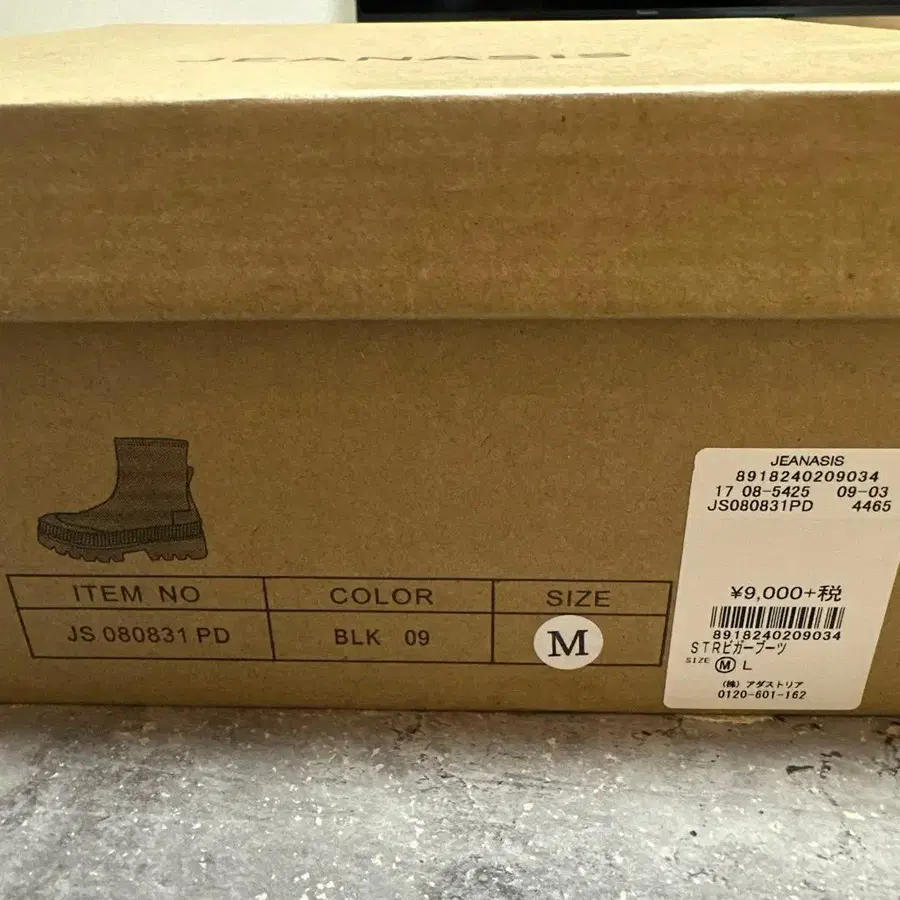 JEANASIS
ITEM NO COLOR SIZE
JS 080831 PD BLK 09 M
JEANASIS
8918240209034
17 08-5425 09-03
JS080831PD 4465
¥9,000+税
8918240209034
STRビガーブーツ
SIZE Ⓜ L
(株)アダストリア
0120-601-162